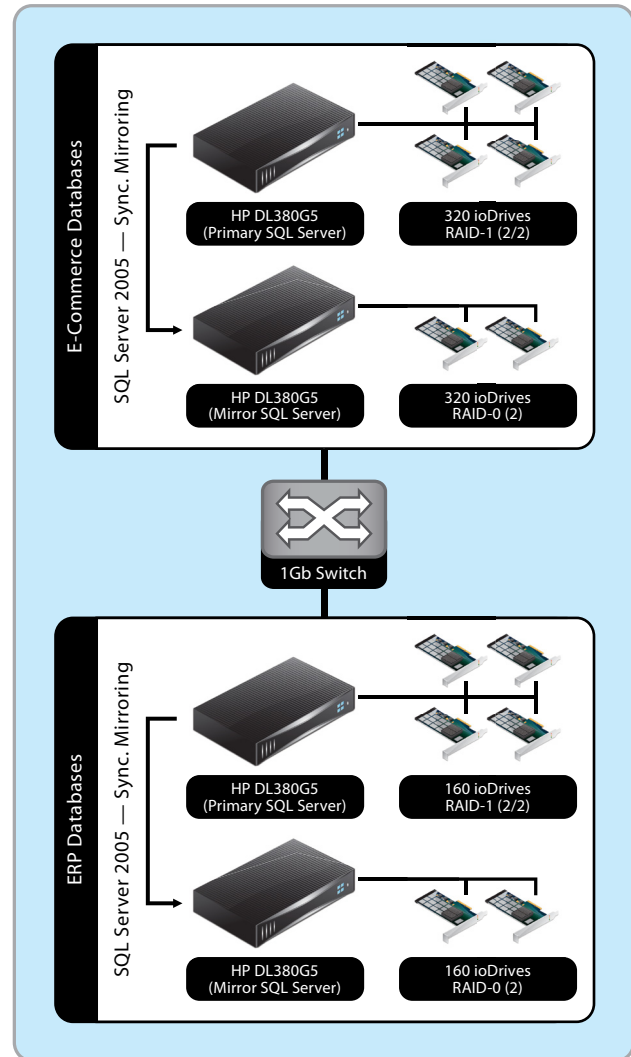 E-Commerce Databases
SQL Server 2005 — Sync. Mirroring
HP DL380G5
(Primary SQL Server)
320 ioDrives
RAID-1 (2/2)
HP DL380G5
(Mirror SQL Server)
320 ioDrives
RAID-0 (2)
1Gb Switch
ERP Databases
SQL Server 2005 — Sync. Mirroring
HP DL380G5
(Primary SQL Server)
160 ioDrives
RAID-1 (2/2)
HP DL380G5
(Mirror SQL Server)
160 ioDrives
RAID-0 (2)